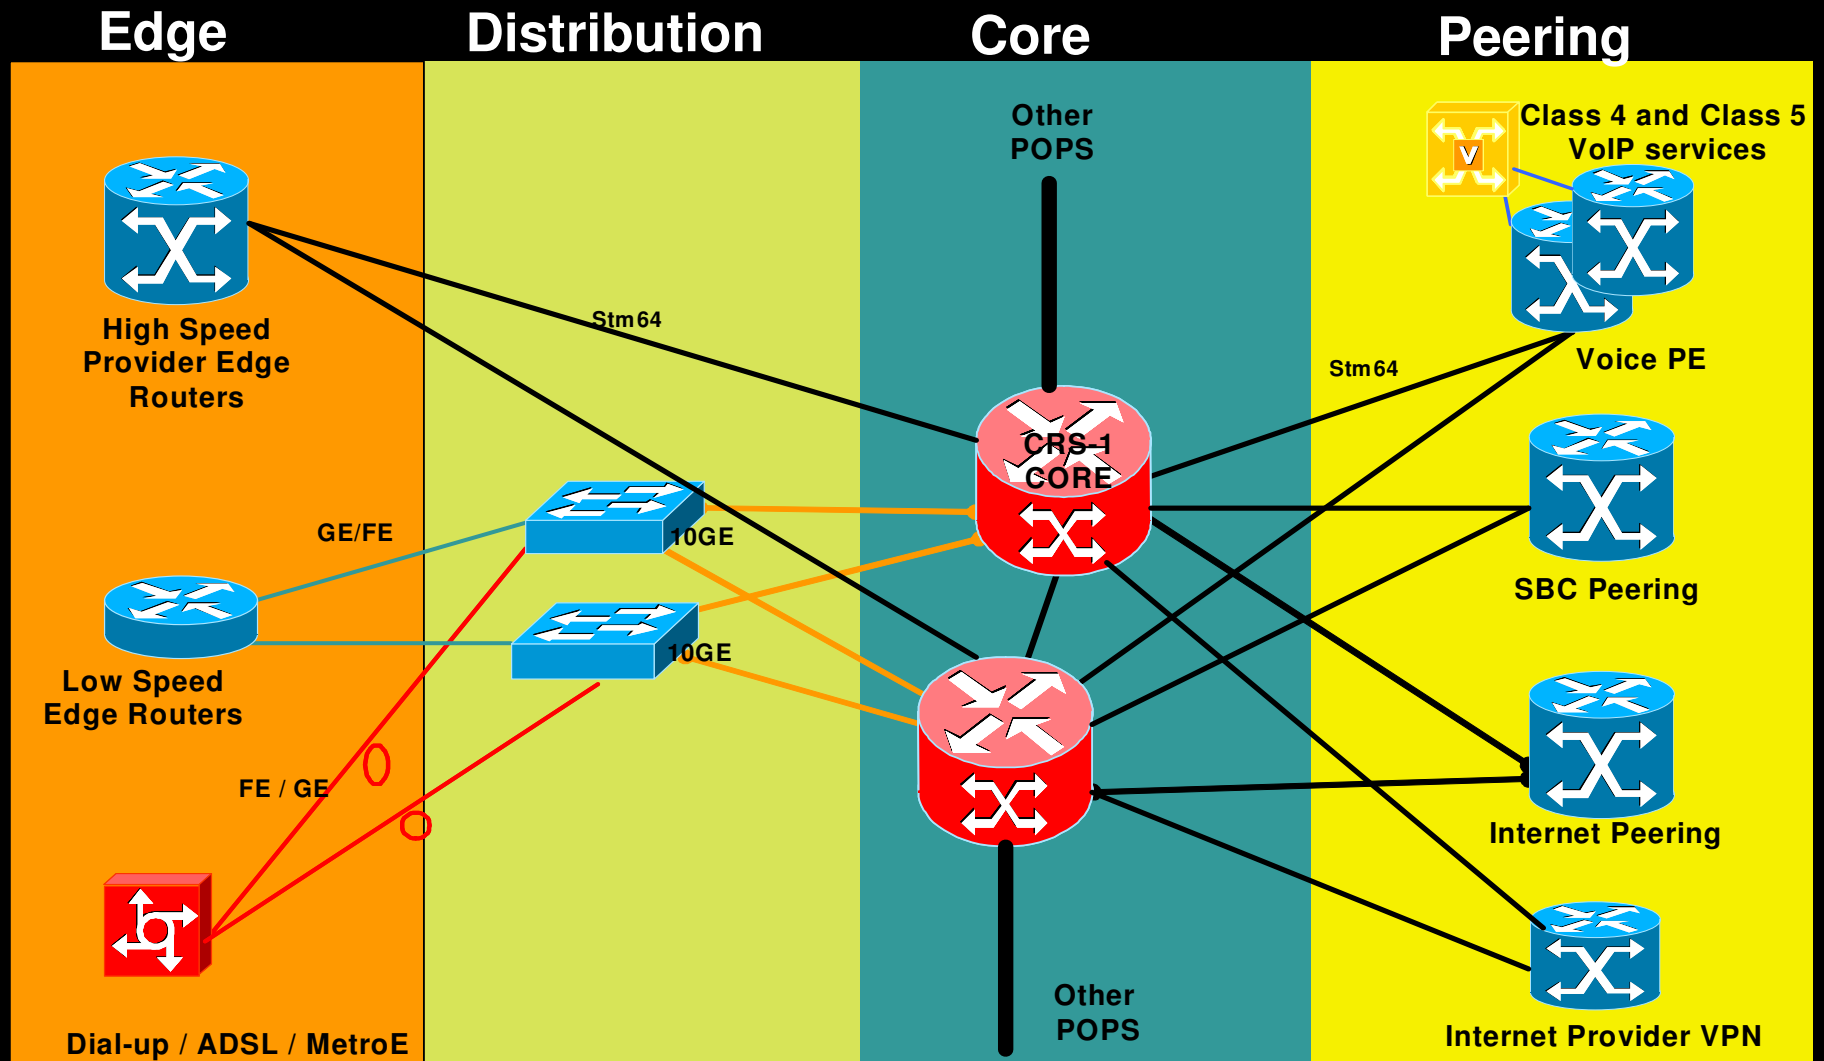 Edge
Distribution
Core
Peering
Other
POPS
Class 4 and Class 5
VoIP services
V
High Speed
Provider Edge
Routers
Stm64
Stm64
Voice PE
CRS-1
CORE
GE/FE
10GE
SBC Peering
10GE
Low Speed
Edge Routers
FE / GE
Internet Peering
Other
POPS
Internet Provider VPN
Dial-up / ADSL / MetroE